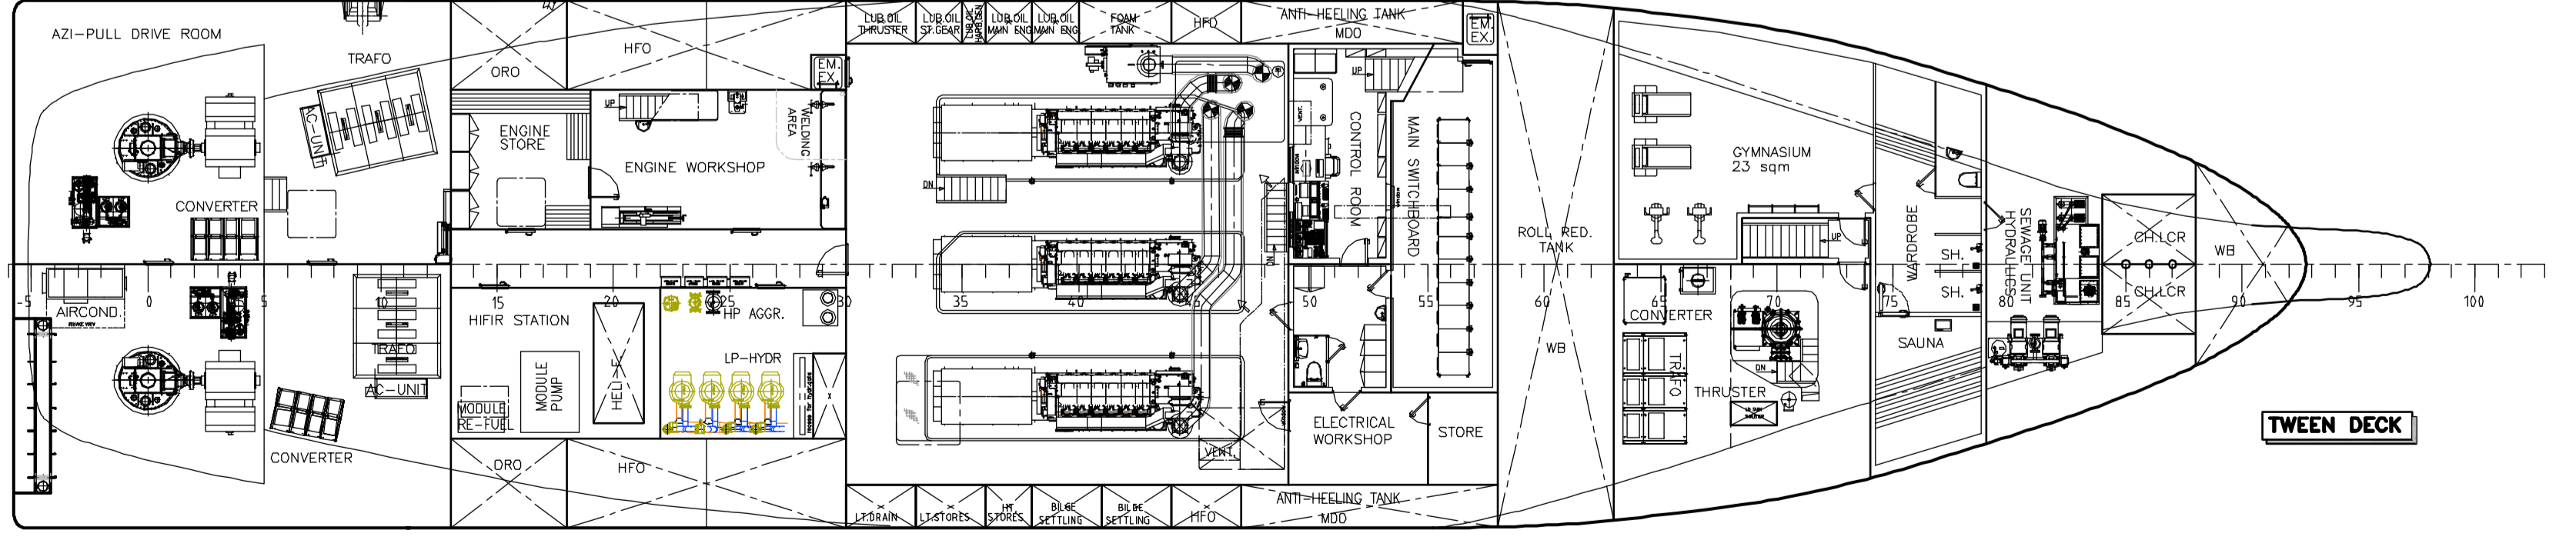 AZI-PULL DRIVE ROOM
TRAFO
AC-UNIT
CONVERTER
AIRCOND.
TRAFO
AC-UNIT
CONVERTER
ORO
HFO
EM.
EX.
ENGINE
STORE
UP
ENGINE WORKSHOP
WELDING
AREA
HIFIR STATION
MODULE
RE-FUEL
MODULE
PUMP
HELI-F.
HP AGGR.
LP-HYDR
ORO
HFO
LUB.OIL
THRUSTER
LUB.OIL
ST.GEAR
LUB.OIL
LUB.OIL
MAIN ENG.
LUB.OIL
MAIN ENG.
FOAM
TANK
HFO
ANTI-HEELING TANK
MDO
EM.
EX.
DN
DN
UP
VENT.
CONTROL ROOM
MAIN SWITCHBOARD
VENT.
ELECTRICAL
WORKSHOP
STORE
LT.DRAIN
LT.STORES
HT.
STORES
BILGE
SETTLING
BILGE
SETTLING
HFO
ANTI-HEELING TANK
MDO
ROLL RED.
TANK
WB
GYMNASIUM
23 sqm
UP
CONVERTER
TRAFO
THRUSTER
DN
WARDROBE
SH.
SH.
SAUNA
SEWAGE UNIT
HYDRAULICS
CH.LCR
CH.LCR
WB
-5 0 5 10 15 20 25 30 35 40 45 50 55 60 65 70 75 80 85 90 95 100
TWEEN DECK